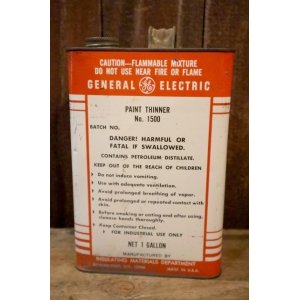 CAUTION—FLAMMABLE MIXTURE
DO NOT USE NEAR FIRE OR FLAME
GENERAL GE ELECTRIC
PAINT THINNER
No. 1500
BATCH NO.
DANGER! HARMFUL OR
FATAL IF SWALLOWED.
CONTAINS PETROLEUM DISTILLATE.
KEEP OUT OF THE REACH OF CHILDREN
▸ Do not induce vomiting.
▸ Use with adequate ventilation.
▸ Avoid prolonged breathing of vapor.
▸ Avoid prolonged or repeated contact with
skin.
▸ Before smoking or eating and after using,
cleanse hands thoroughly.
▸ Keep Container Closed.
▸ FOR INDUSTRIAL USE ONLY
NET 1 GALLON
MANUFACTURED BY
INSULATING MATERIALS DEPARTMENT
SCHENECTADY, N.Y. MADE IN U.S.A.